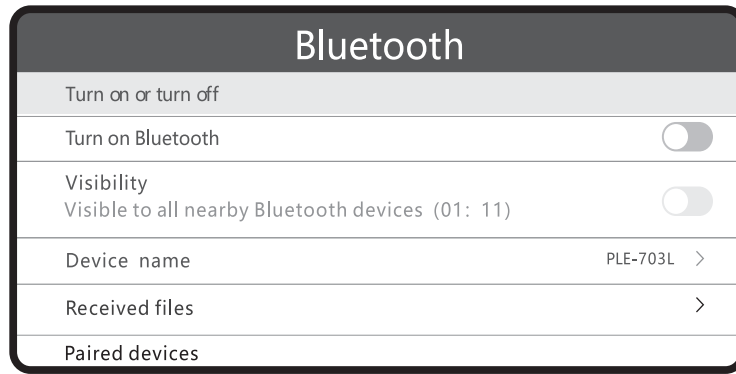 Bluetooth
Turn on or turn off
Turn on Bluetooth
Visibility
Visible to all nearby Bluetooth devices (01: 11)
Device name PLE-703L >
Received files >
Paired devices